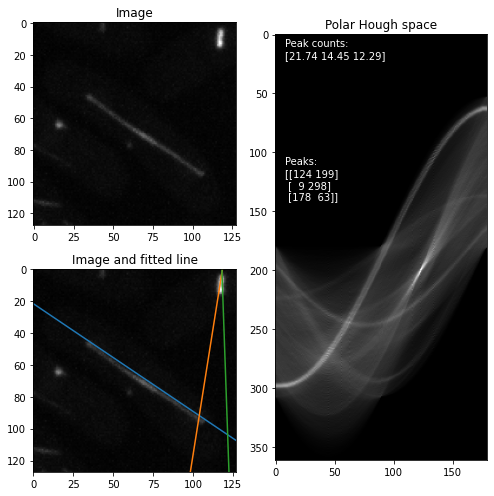 Image
0
20
40
60
80
100
120
0 25 50 75 100 125
Image and fitted line
0
20
40
60
80
100
120
0 25 50 75 100 125
Polar Hough space
Peak counts:
[21.74 14.45 12.29]
Peaks:
[[124 199]
[ 9 298]
[178 63]]
0
50
100
150
200
250
300
350
0 50 100 150